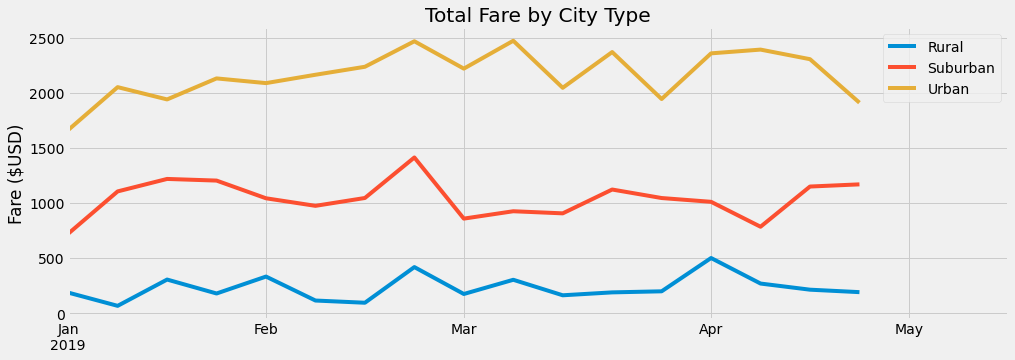 Total Fare by City Type
Rural
Suburban
Urban
Fare ($USD)
2500
2000
1500
1000
500
0
Jan Feb Mar Apr May
2019